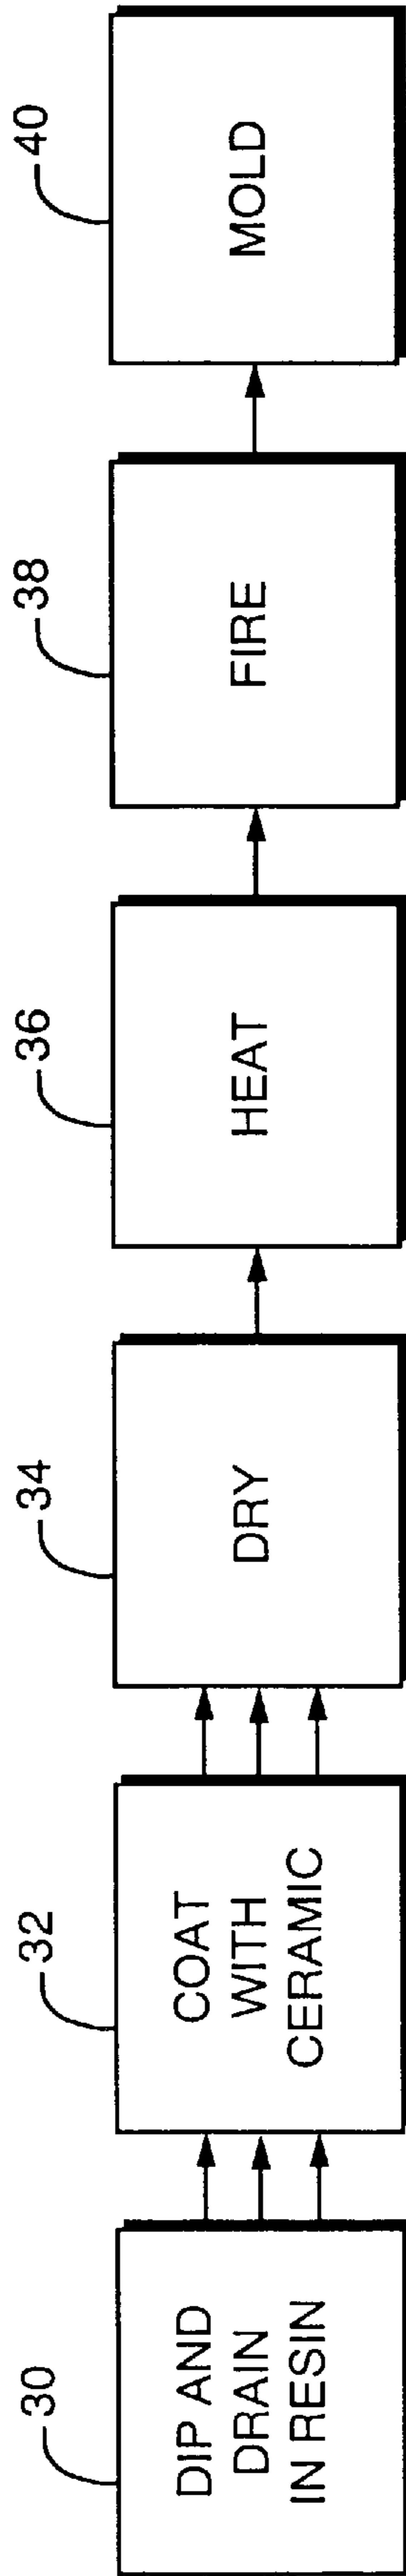 30
DIP AND
DRAIN
IN RESIN
32
COAT
WITH
CERAMIC
34
DRY
36
HEAT
38
FIRE
40
MOLD